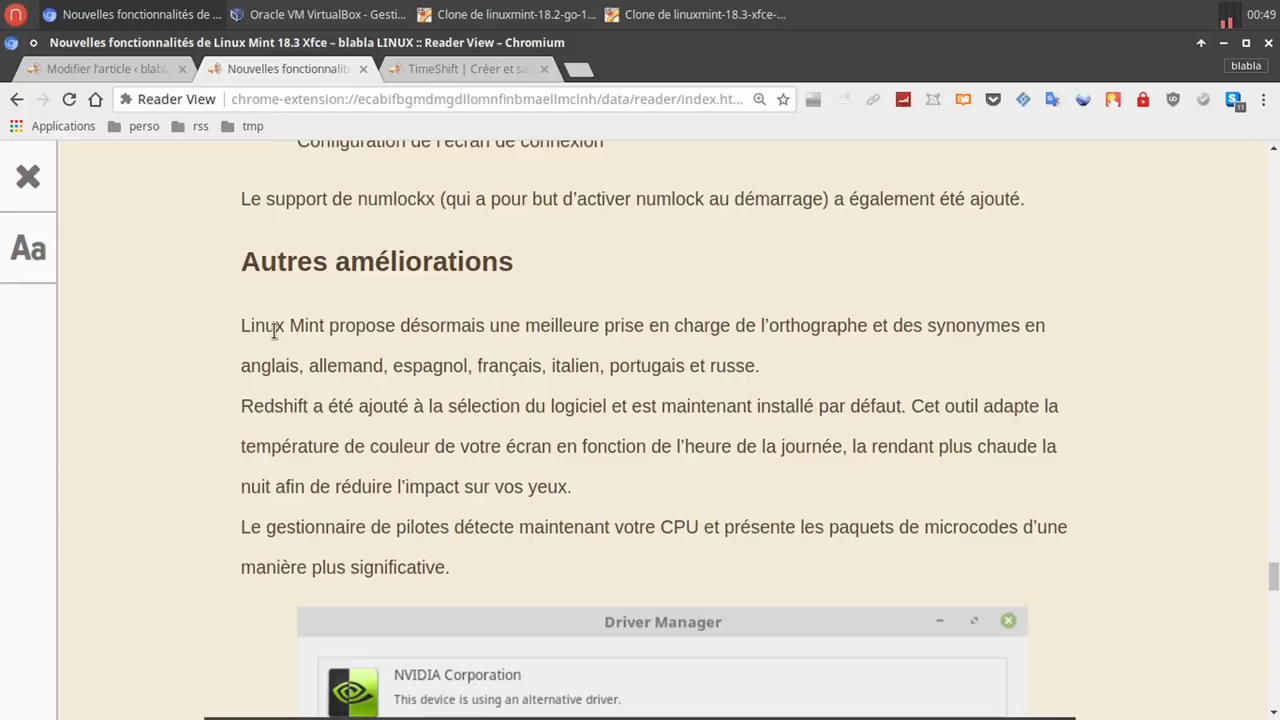 Nouvelles fonctionnalités de ...
Oracle VM VirtualBox - Gesti...
Clone de linuxmint-18.2-go-1...
Clone de linuxmint-18.3-xfce-...
00:49
Nouvelles fonctionnalités de Linux Mint 18.3 Xfce – blabla LINUX :: Reader View – Chromium
Modifier l'article ‹ blabl
Nouvelles fonctionnalit
TimeShift | Créer et sa
blabla
Reader View
chrome-extension://ecabifbgmdmgdllomnfinbmaellmclnh/data/reader/index.ht...
11
Applications
perso
rss
tmp
Configuration de l'écran de connexion
Aa
Le support de numlockx (qui a pour but d’activer numlock au démarrage) a également été ajouté.
Autres améliorations
Linux Mint propose désormais une meilleure prise en charge de l’orthographe et des synonymes en
anglais, allemand, espagnol, français, italien, portugais et russe.
Redshift a été ajouté à la sélection du logiciel et est maintenant installé par défaut. Cet outil adapte la
température de couleur de votre écran en fonction de l’heure de la journée, la rendant plus chaude la
nuit afin de réduire l’impact sur vos yeux.
Le gestionnaire de pilotes détecte maintenant votre CPU et présente les paquets de microcodes d’une
manière plus significative.
Driver Manager
NVIDIA Corporation
This device is using an alternative driver.